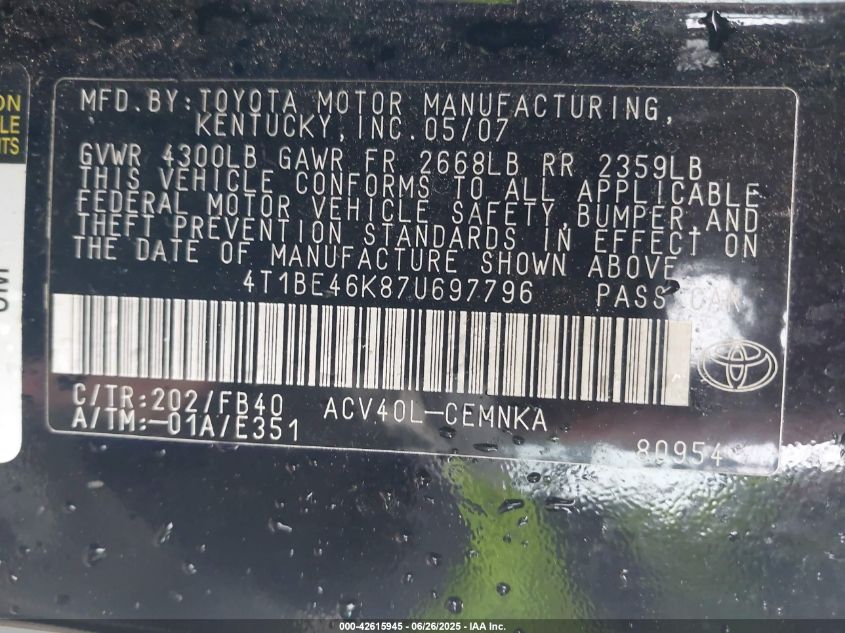 ON
LE
TS
MFD. BY: TOYOTA MOTOR MANUFACTURING,
KENTUCKY, INC. 05/07
GVWR 4300LB GAWR FR 2668LB RR 2359LB
THIS VEHICLE CONFORMS TO ALL APPLICABLE
FEDERAL MOTOR VEHICLE SAFETY, BUMPER, AND
THEFT PREVENTION STANDARDS IN EFFECT ON
THE DATE OF MANUFACTURE SHOWN ABOVE.
4T1BE46K87U697796 PASS CAR
C/TR: 202/FB40 ACV40L-CEMNKA
A/TM: -01A/E351 80954
000-42615945 - 06/26/2025 - IAA Inc.